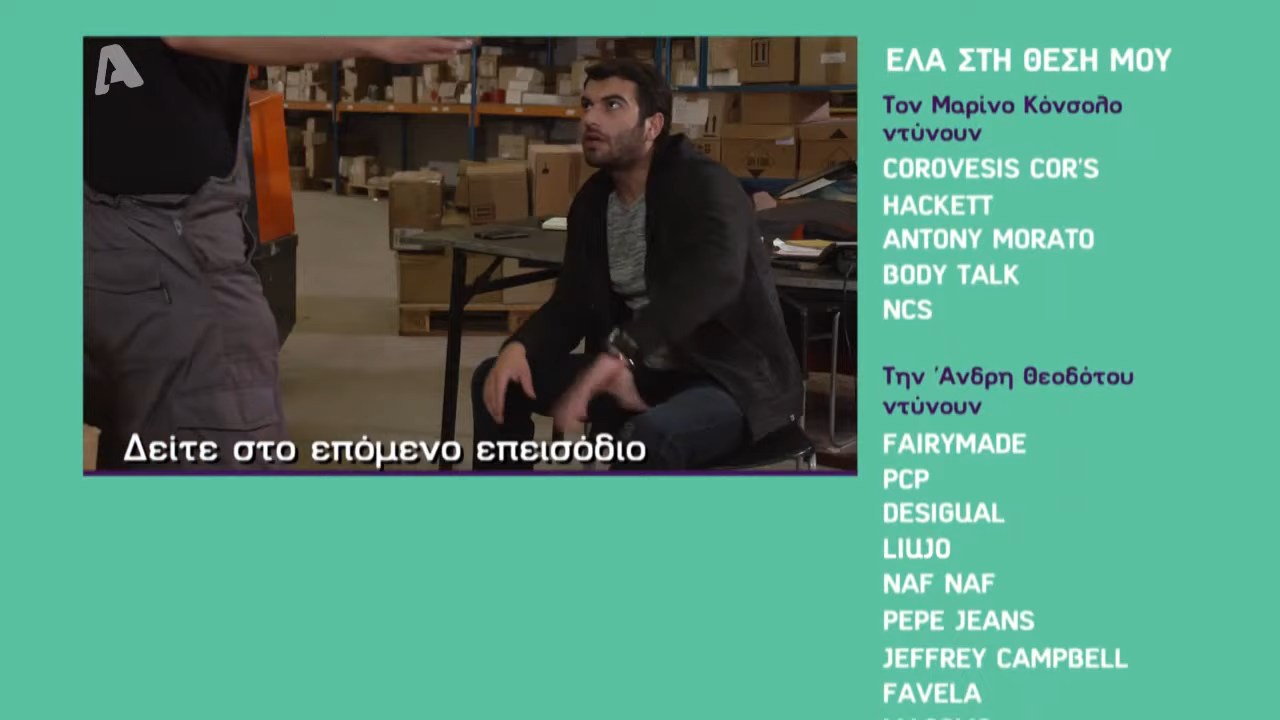 Δείτε στο επόμενο επεισόδιο
ΕΛΑ ΣΤΗ ΘΕΣΗ ΜΟΥ
Τον Μαρίνο Κόνσολο
ντύνουν
COROVESIS COR'S
HACKETT
ANTONY MORATO
BODY TALK
NCS
Την Άνδρη Θεοδότου
ντύνουν
FAIRYMADE
PCP
DESIGUAL
LIUJO
NAF NAF
PEPE JEANS
JEFFREY CAMPBELL
FAVELA